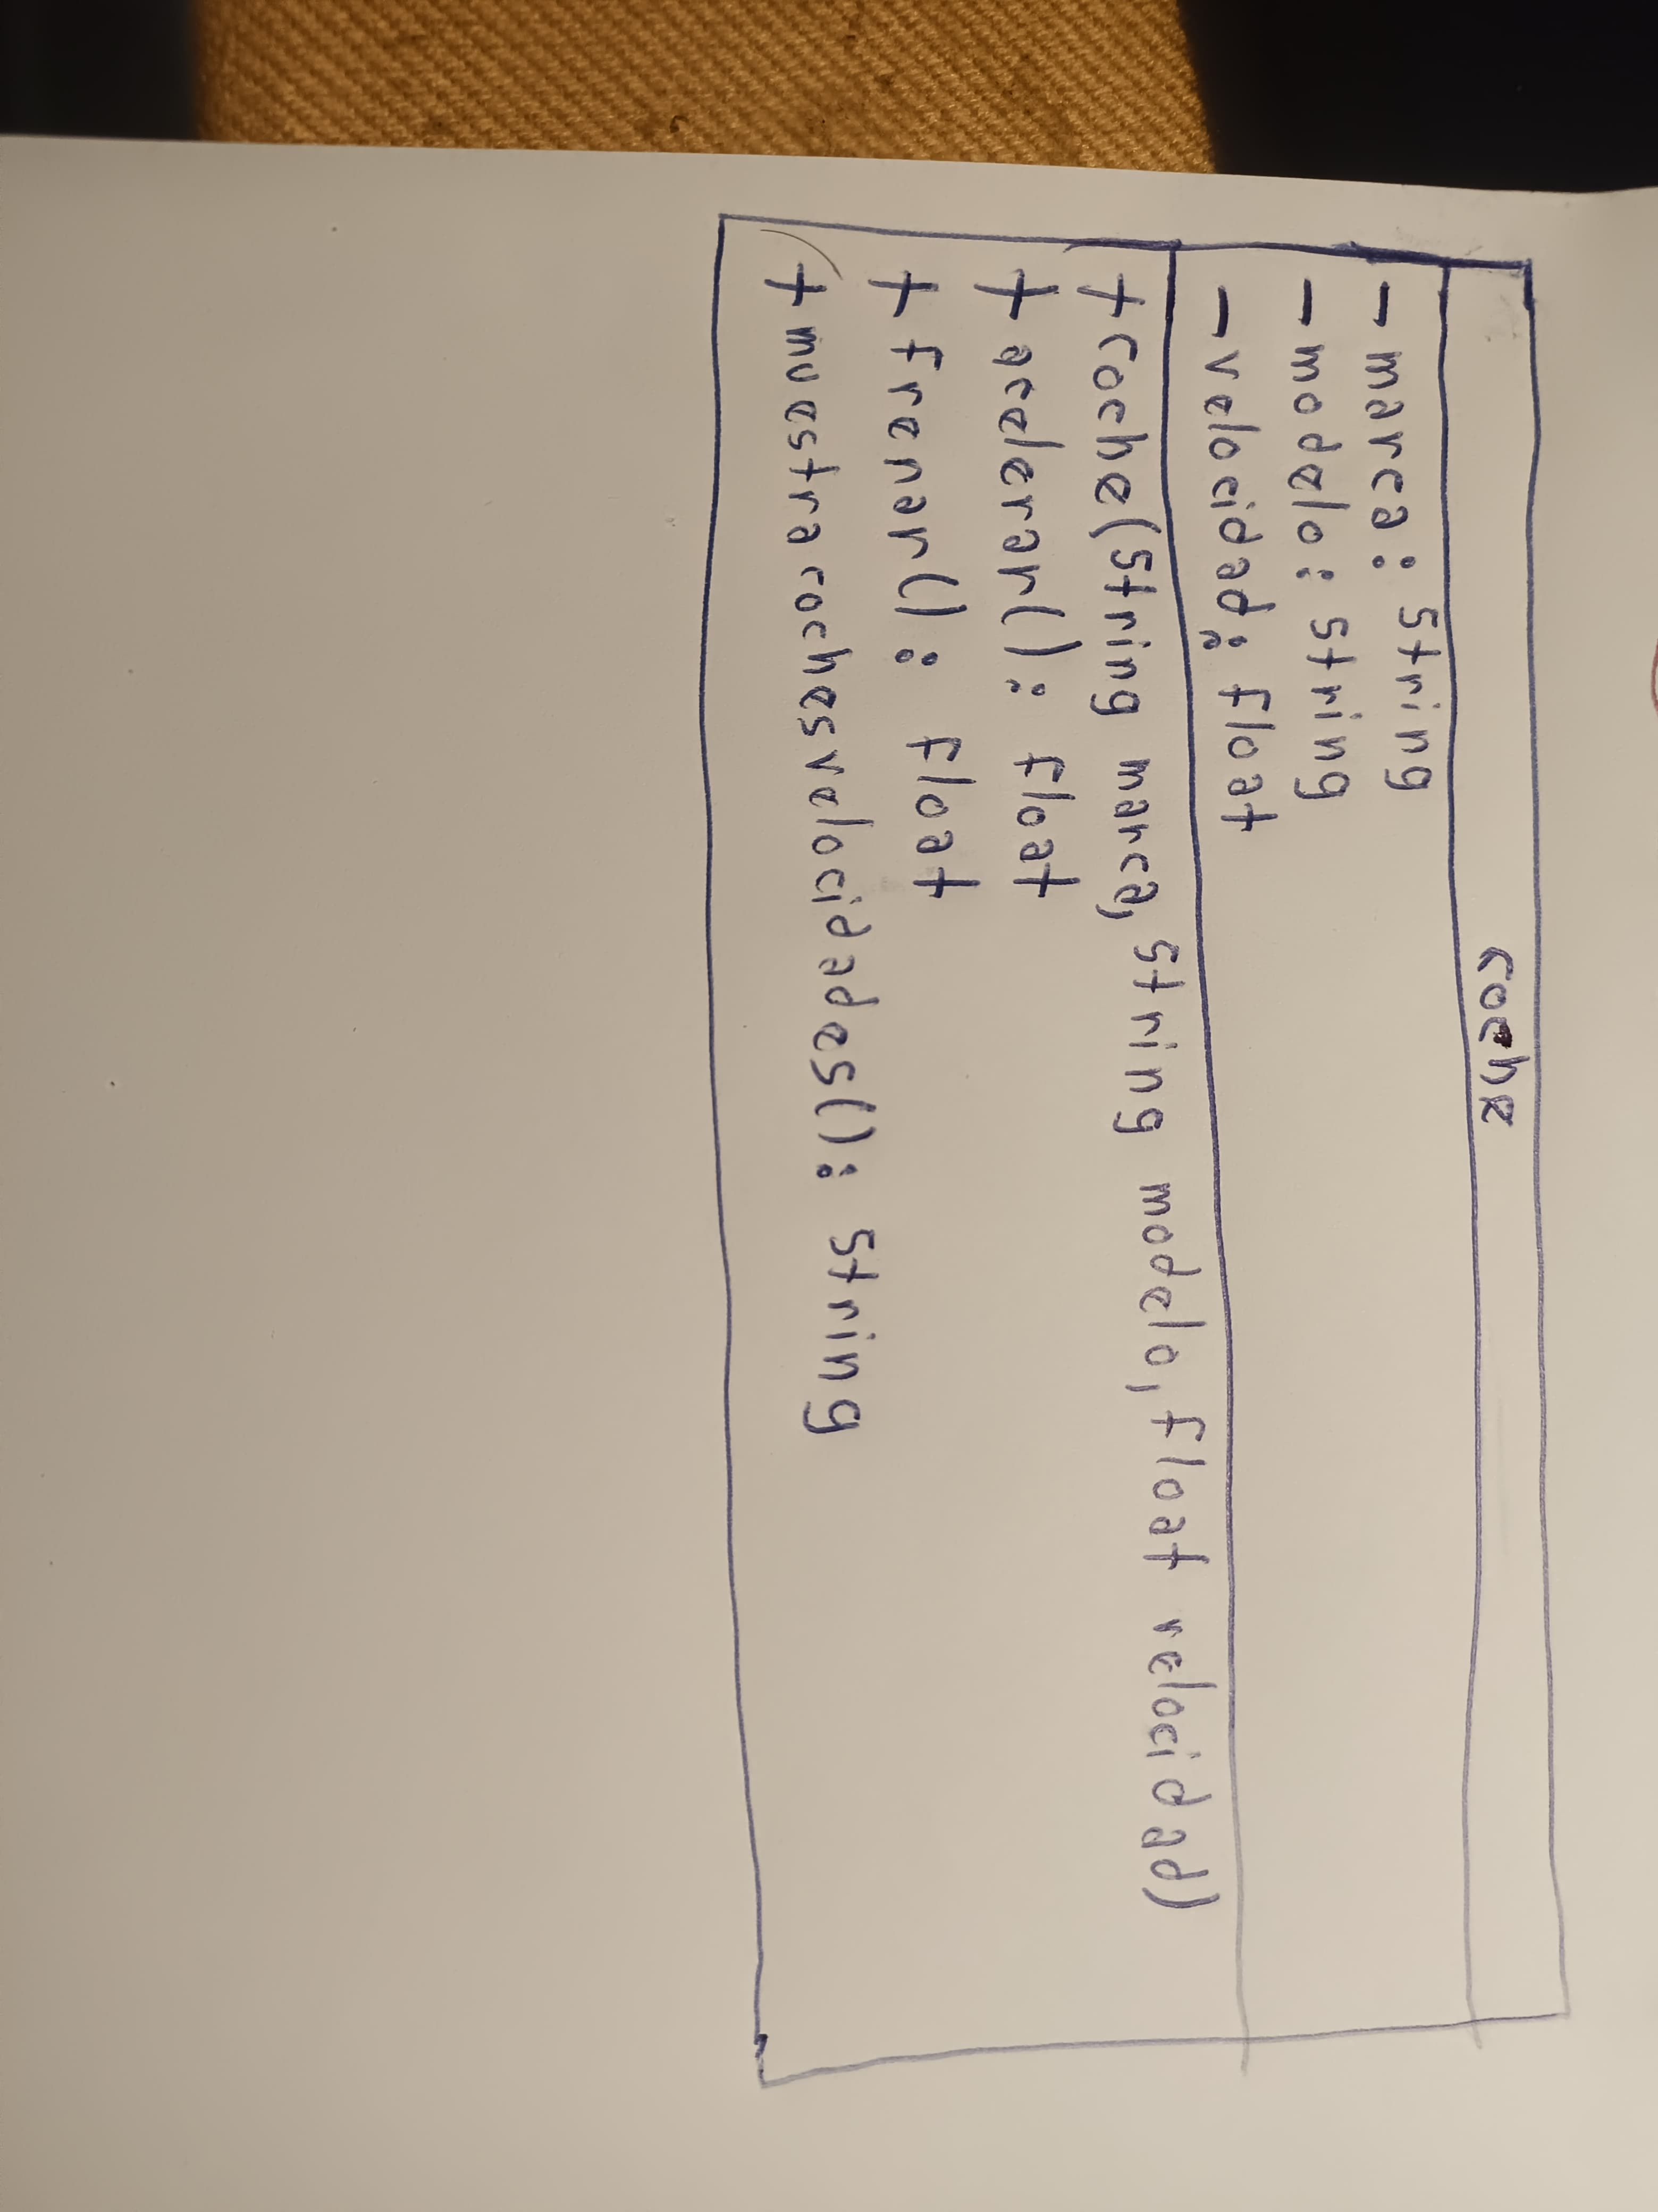 coche
- marca: string
- modelo: string
- velocidad: float
+ coche(string marca, string modelo, float velocidad)
+ acelerar(): float
+ frenar(): float
+ muestracochesvelocidades(): string